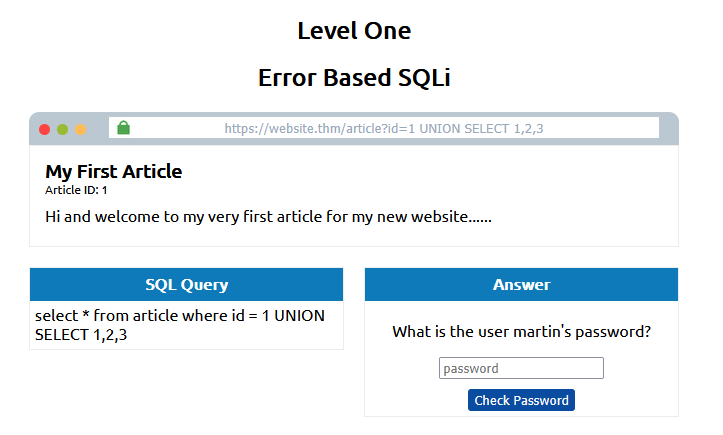 Level One
Error Based SQLi
https://website.thm/article?id=1 UNION SELECT 1,2,3
My First Article
Article ID: 1
Hi and welcome to my very first article for my new website......
SQL Query
select * from article where id = 1 UNION
SELECT 1,2,3
Answer
What is the user martin's password?
password
Check Password